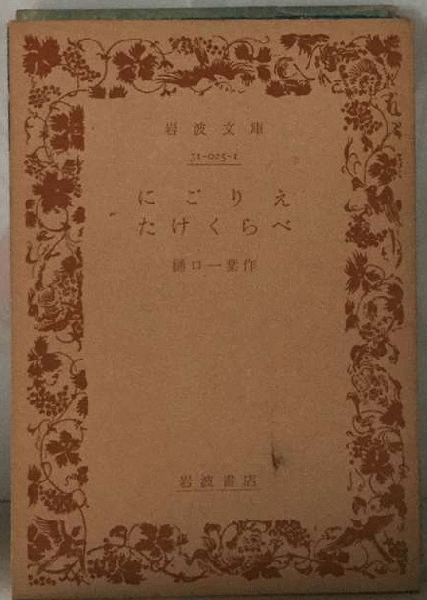 岩波文庫
31-025-1
にごりえ
たけくらべ
樋口一葉作
岩波書店